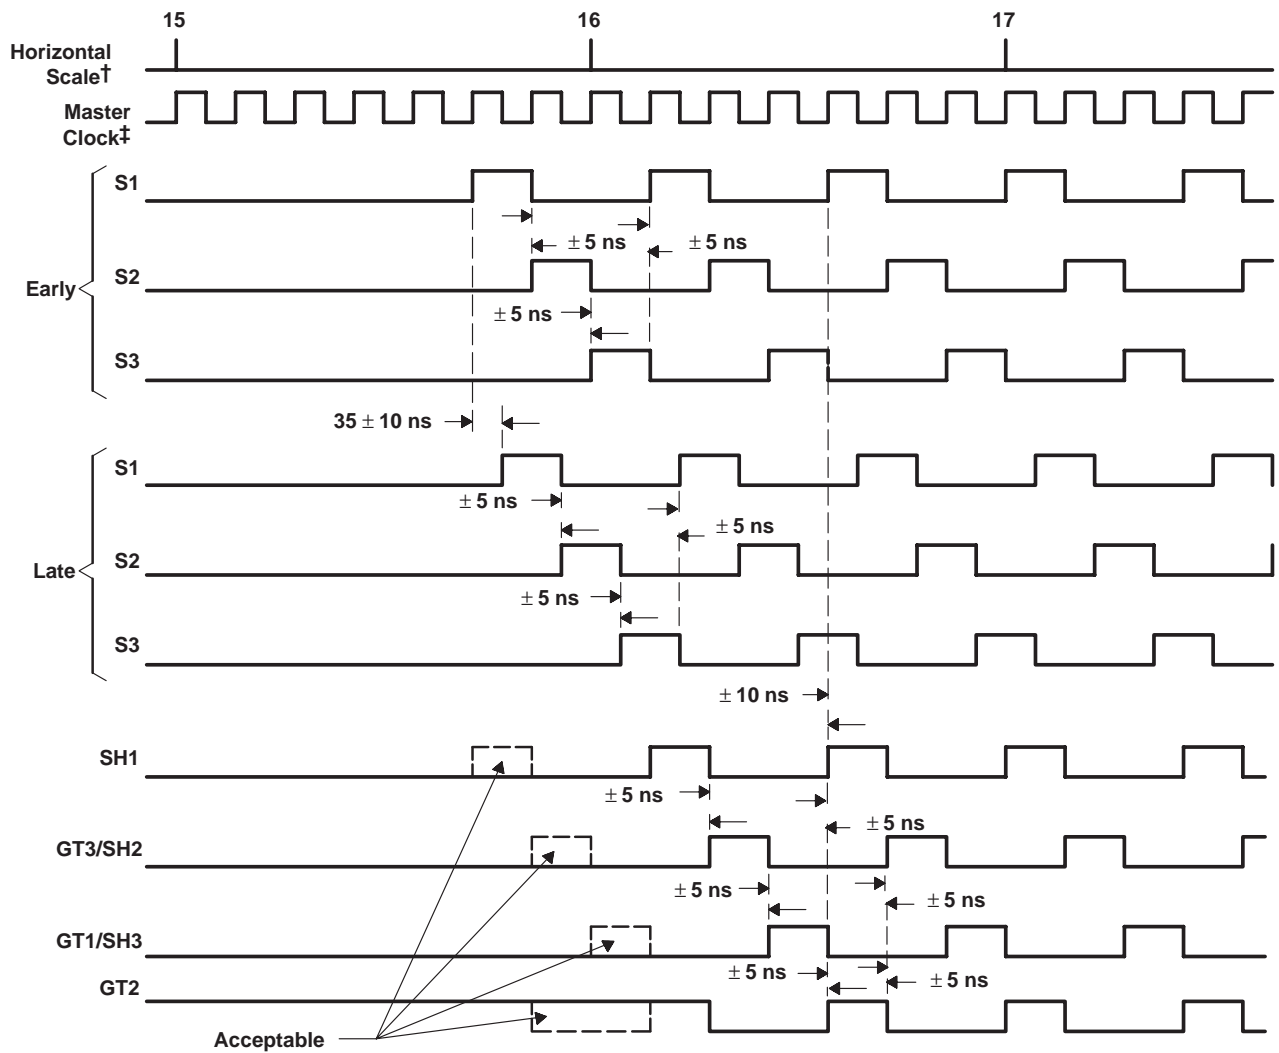 15 16 17
Horizontal
Scale†
Master
Clock‡
S1
± 5 ns ± 5 ns
S2
Early
± 5 ns
S3
35 ± 10 ns
S1
± 5 ns
± 5 ns
S2
Late
± 5 ns
S3
± 10 ns
SH1
± 5 ns
± 5 ns
GT3/SH2
± 5 ns
± 5 ns
GT1/SH3
± 5 ns
± 5 ns
GT2
Acceptable